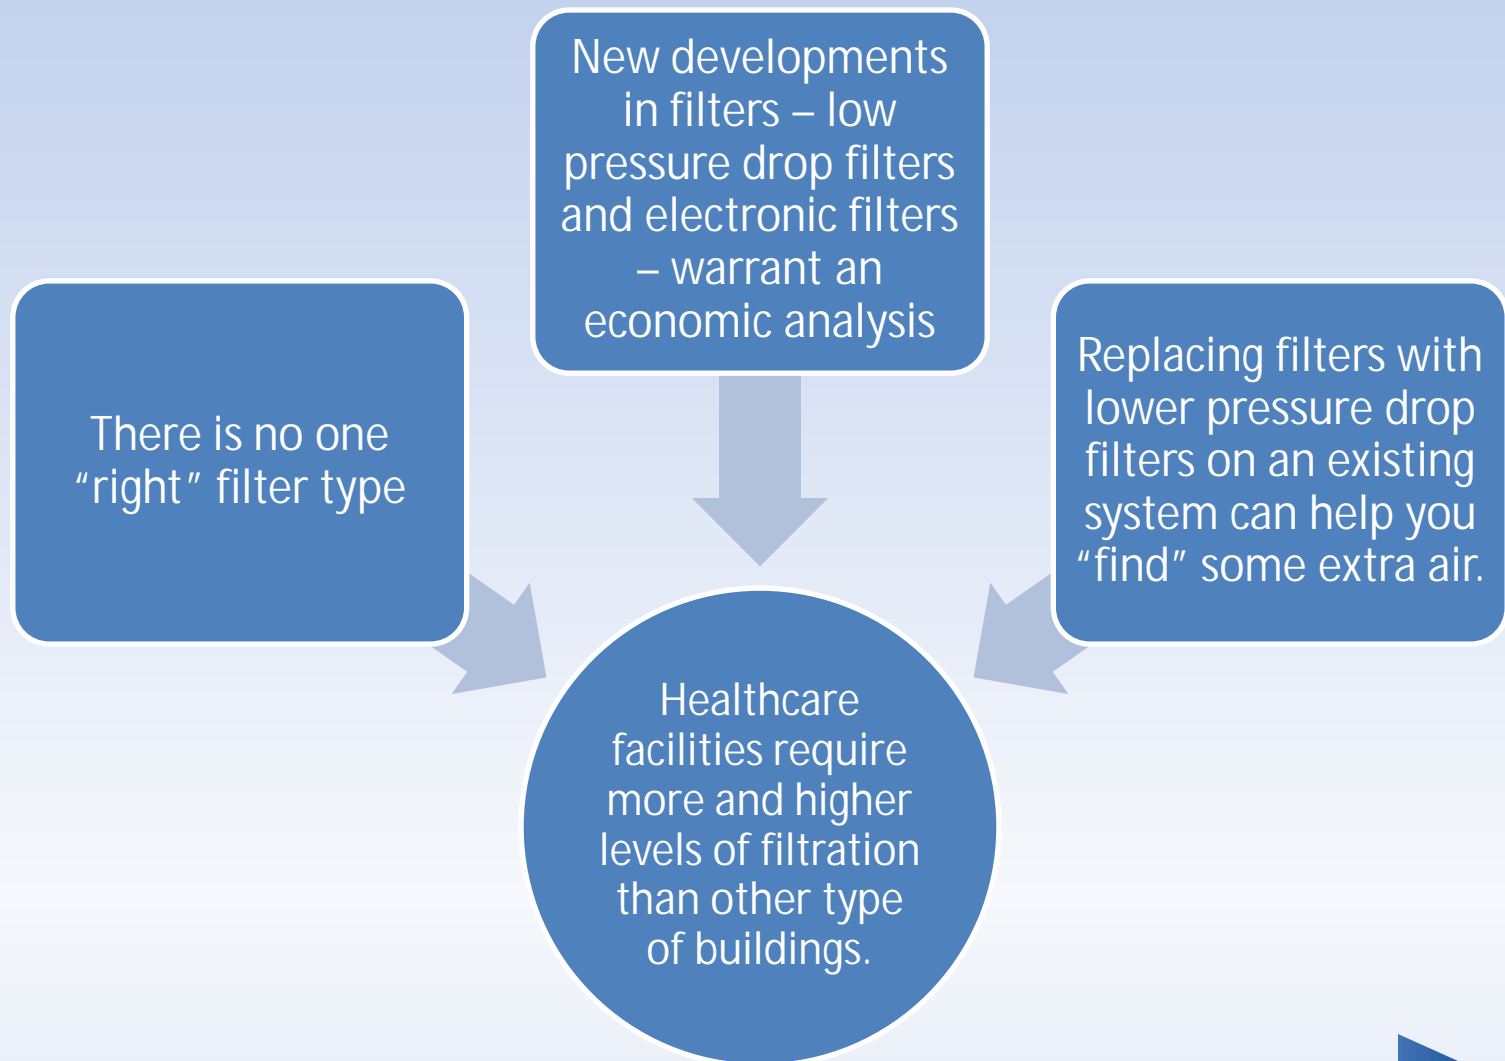 New developments
in filters – low
pressure drop filters
and electronic filters
– warrant an
economic analysis
There is no one
“right” filter type
Replacing filters with
lower pressure drop
filters on an existing
system can help you
“find” some extra air.
Healthcare
facilities require
more and higher
levels of filtration
than other type
of buildings.